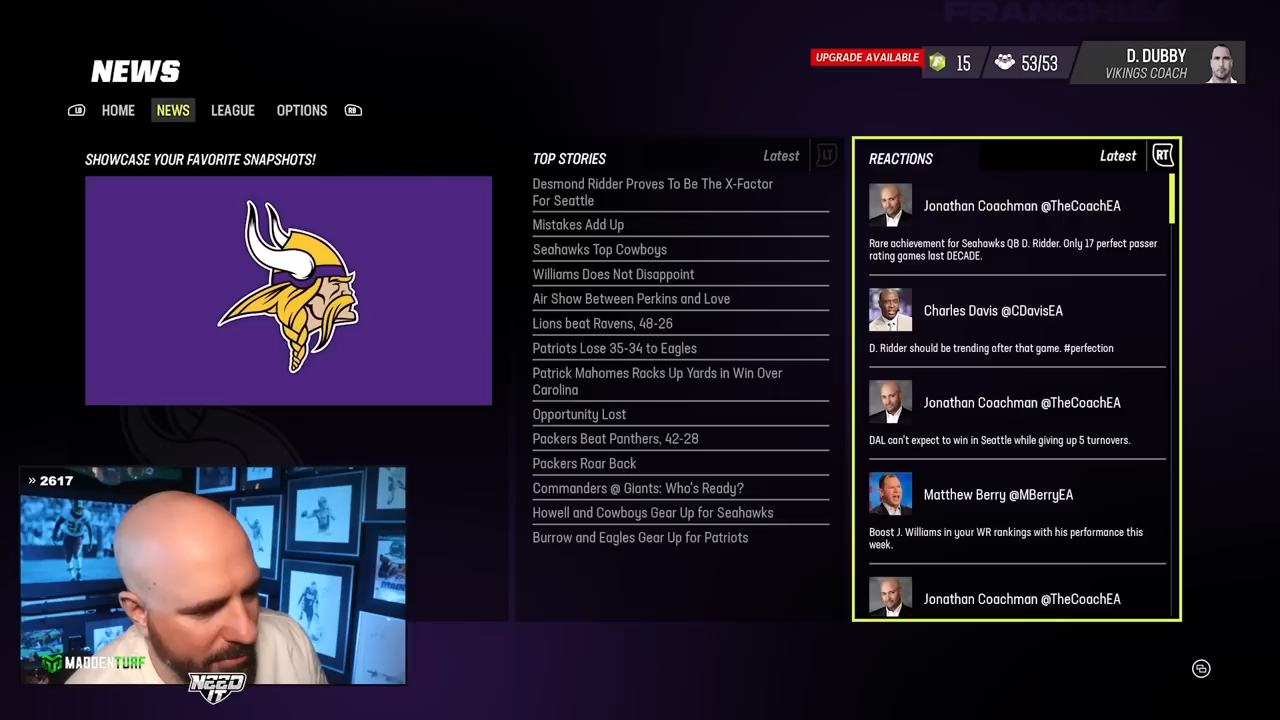 FRANCHISE
NEWS
UPGRADE AVAILABLE
15
53/53
D. DUBBY
VIKINGS COACH
LB
HOME
NEWS
LEAGUE
OPTIONS
RB
SHOWCASE YOUR FAVORITE SNAPSHOTS!
TOP STORIES
Latest
LT
Desmond Ridder Proves To Be The X-Factor
For Seattle
Mistakes Add Up
Seahawks Top Cowboys
Williams Does Not Disappoint
Air Show Between Perkins and Love
Lions beat Ravens, 48-26
Patriots Lose 35-34 to Eagles
Patrick Mahomes Racks Up Yards in Win Over
Carolina
Opportunity Lost
Packers Beat Panthers, 42-28
Packers Roar Back
Commanders @ Giants: Who's Ready?
Howell and Cowboys Gear Up for Seahawks
Burrow and Eagles Gear Up for Patriots
REACTIONS
Latest
RT
Jonathan Coachman @TheCoachEA
Rare achievement for Seahawks QB D. Ridder. Only 17 perfect passer
rating games last DECADE.
Charles Davis @CDavisEA
D. Ridder should be trending after that game. #perfection
Jonathan Coachman @TheCoachEA
DAL can't expect to win in Seattle while giving up 5 turnovers.
Matthew Berry @MBerryEA
Boost J. Williams in your WR rankings with his performance this
week.
Jonathan Coachman @TheCoachEA
» 2617
MADDENTURF
NEED
IT